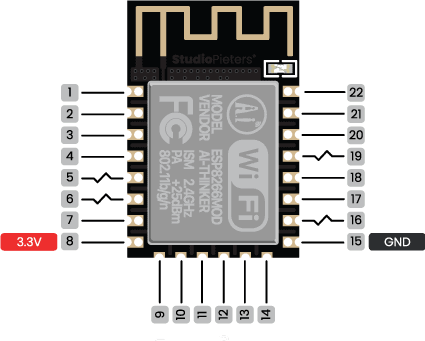 StudioPieters®
1
2
3
4
5
6
7
3.3V 8
22
21
20
19
18
17
16
15 GND
9
10
11
12
13
14
MODEL ESP8266MOD
VENDOR AI-THINKER
ISM 2.4GHz
PA +25dBm
802.11b/g/n
FC
Ai
WiFi